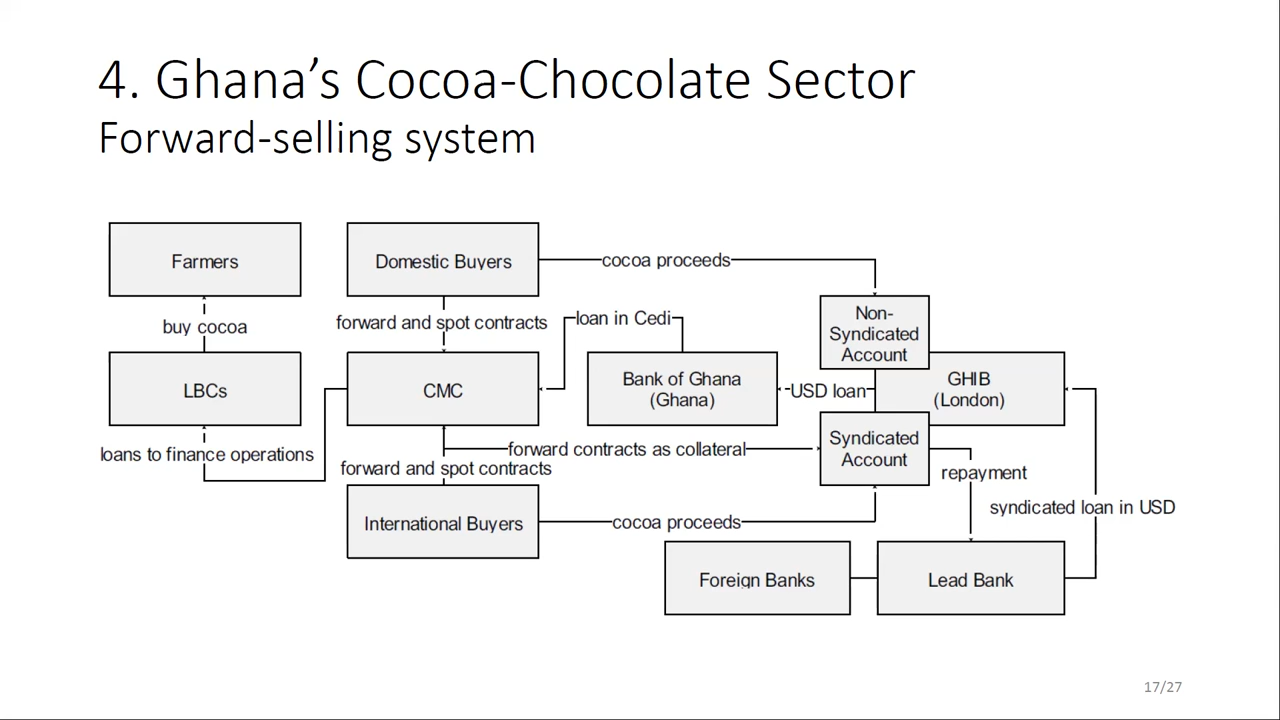 4. Ghana’s Cocoa-Chocolate Sector
Forward-selling system
Farmers
Domestic Buyers
cocoa proceeds
buy cocoa
forward and spot contracts
loan in Cedi
Non-
Syndicated
Account
LBCs
CMC
Bank of Ghana
(Ghana)
USD loan
GHIB
(London)
loans to finance operations
forward contracts as collateral
Syndicated
Account
forward and spot contracts
repayment
syndicated loan in USD
International Buyers
cocoa proceeds
Foreign Banks
Lead Bank
17/27